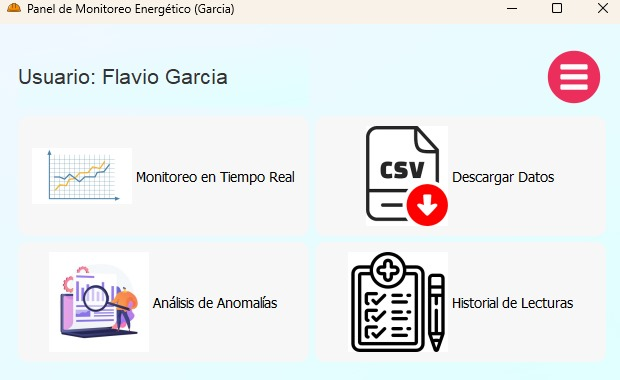 Panel de Monitoreo Energético (Garcia)
Usuario: Flavio Garcia
Monitoreo en Tiempo Real
CSV
Descargar Datos
Análisis de Anomalías
Historial de Lecturas